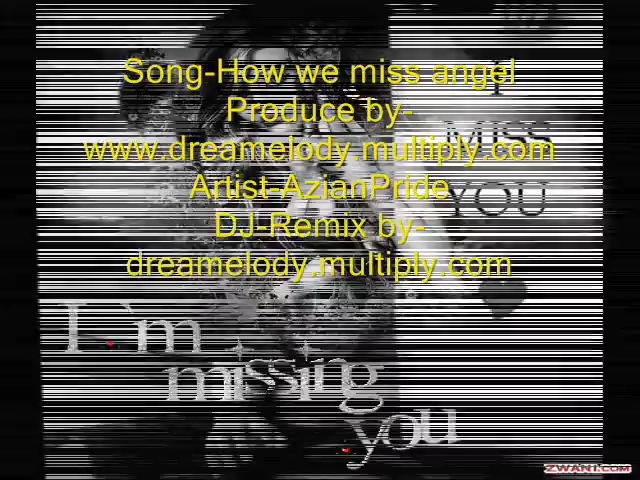 Song-How we miss angel
Produce by-
www.dreamelody.multiply.com
Artist-AzianPride
DJ-Remix by-
dreamelody.multiply.com
I
MISS
YOU
I`m
missing
you
ZWANI.COM